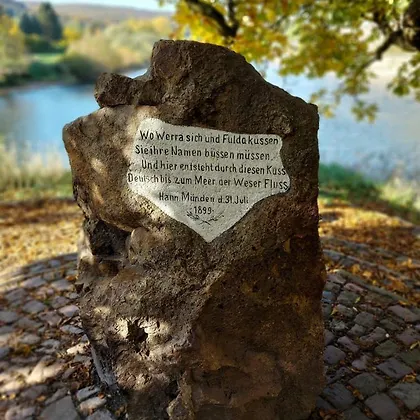 Wo Werra sich und Fulda küssen
Sie ihre Namen büssen müssen.
Und hier entsteht durch diesen Kuss
Deutsch bis zum Meer der Weser Fluss.
Hann. Münden d. 31. Juli
1899